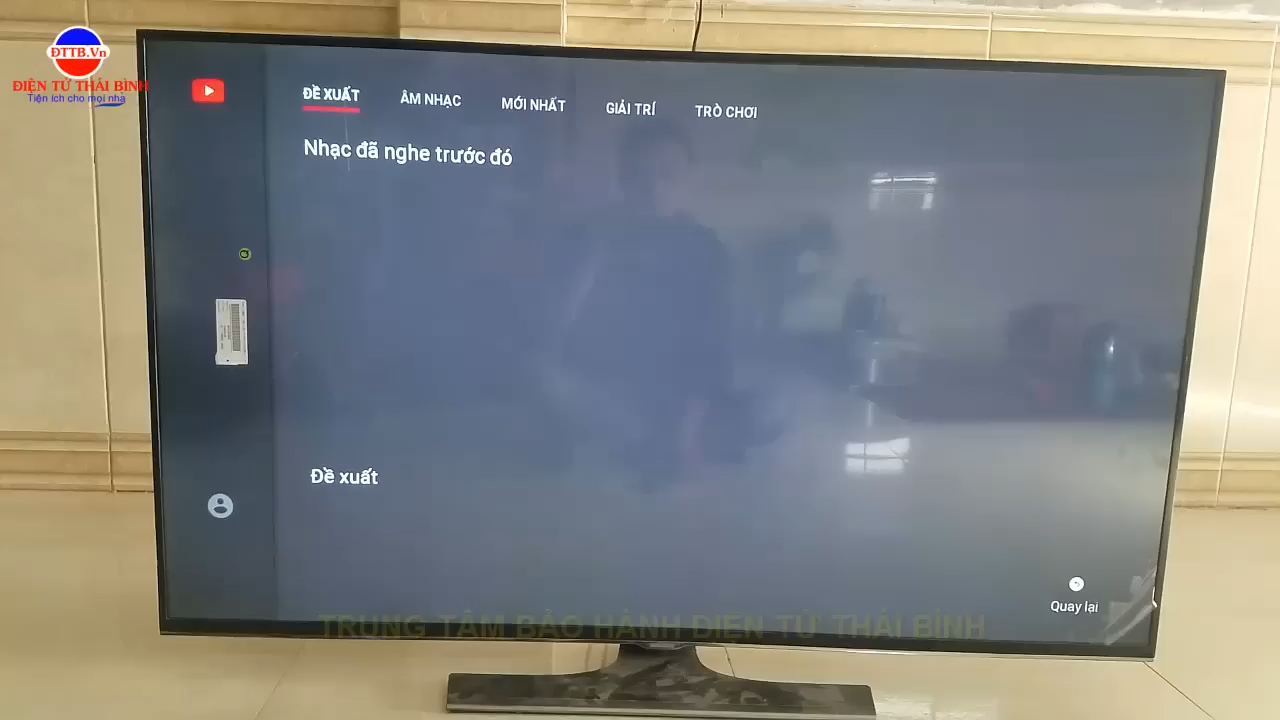 ĐTTB.Vn
ĐIỆN TỬ THÁI BÌNH
Tiện ích cho mọi nhà
ĐỀ XUẤT
ÂM NHẠC
MỚI NHẤT
GIẢI TRÍ
TRÒ CHƠI
Nhạc đã nghe trước đó
Đề xuất
Quay lại
TRUNG TÂM BẢO HÀNH ĐIỆN TỬ THÁI BÌNH